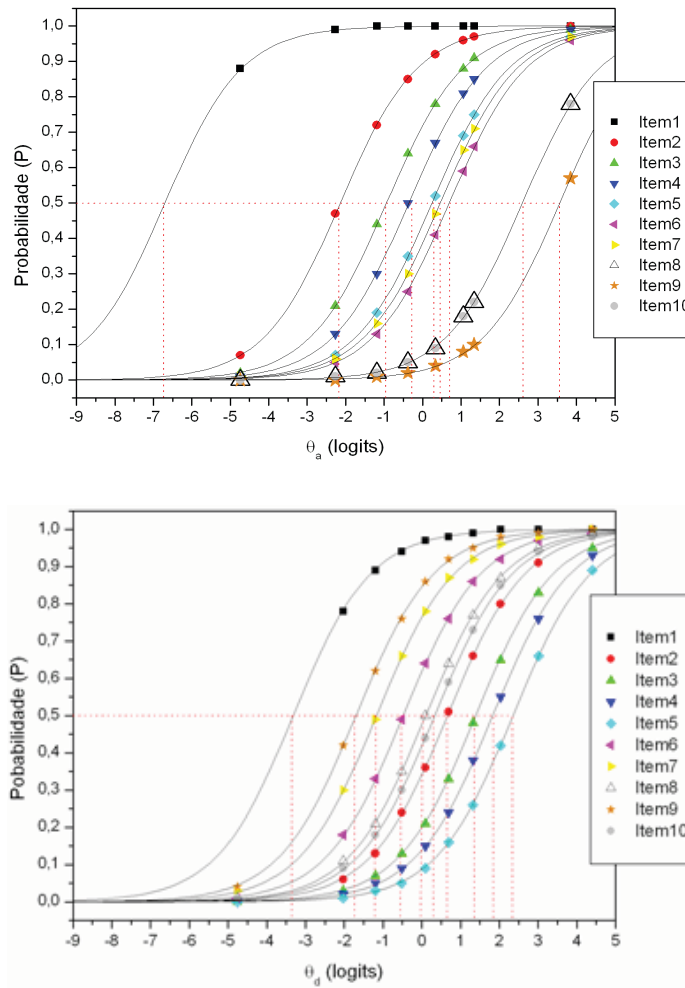 1,0
0,9
0,8
0,7
0,6
0,5
0,4
0,3
0,2
0,1
0,0
Probabilidade (P)
-9 -8 -7 -6 -5 -4 -3 -2 -1 0 1 2 3 4 5
θa (logits)
Item1
Item2
Item3
Item4
Item5
Item6
Item7
Item8
Item9
Item10
1,0
0,9
0,8
0,7
0,6
0,5
0,4
0,3
0,2
0,1
0,0
Pobabilidade (P)
-9 -8 -7 -6 -5 -4 -3 -2 -1 0 1 2 3 4 5
θd (logits)
Item1
Item2
Item3
Item4
Item5
Item6
Item7
Item8
Item9
Item10